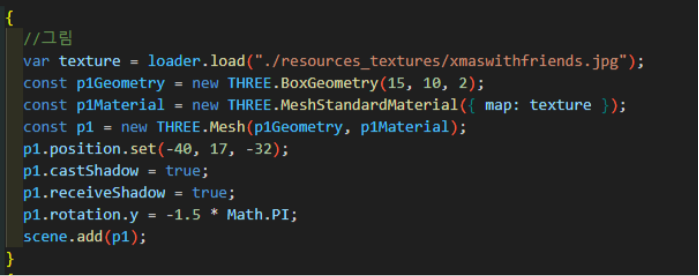 {
//그림
var texture = loader.load("./resources_textures/xmaswithfriends.jpg");
const p1Geometry = new THREE.BoxGeometry(15, 10, 2);
const p1Material = new THREE.MeshStandardMaterial({ map: texture });
const p1 = new THREE.Mesh(p1Geometry, p1Material);
p1.position.set(-40, 17, -32);
p1.castShadow = true;
p1.receiveShadow = true;
p1.rotation.y = -1.5 * Math.PI;
scene.add(p1);
}